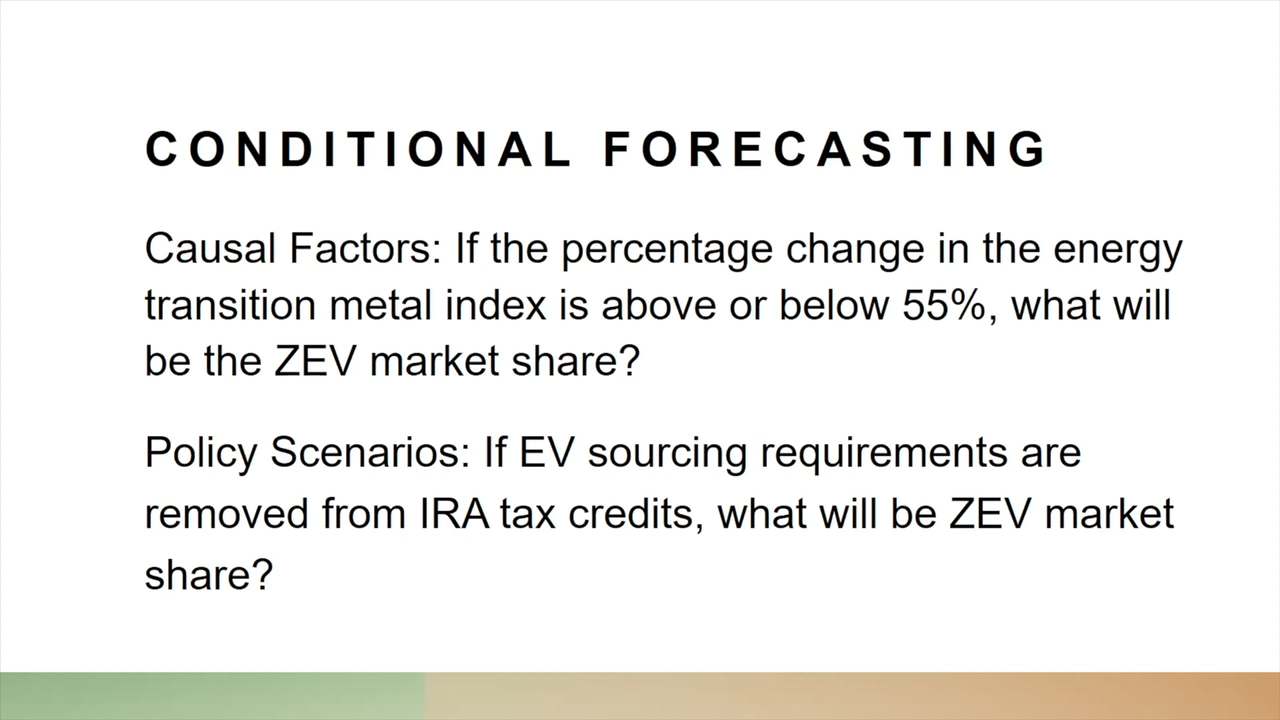 CONDITIONAL FORECASTING
Causal Factors: If the percentage change in the energy
transition metal index is above or below 55%, what will
be the ZEV market share?
Policy Scenarios: If EV sourcing requirements are
removed from IRA tax credits, what will be ZEV market
share?